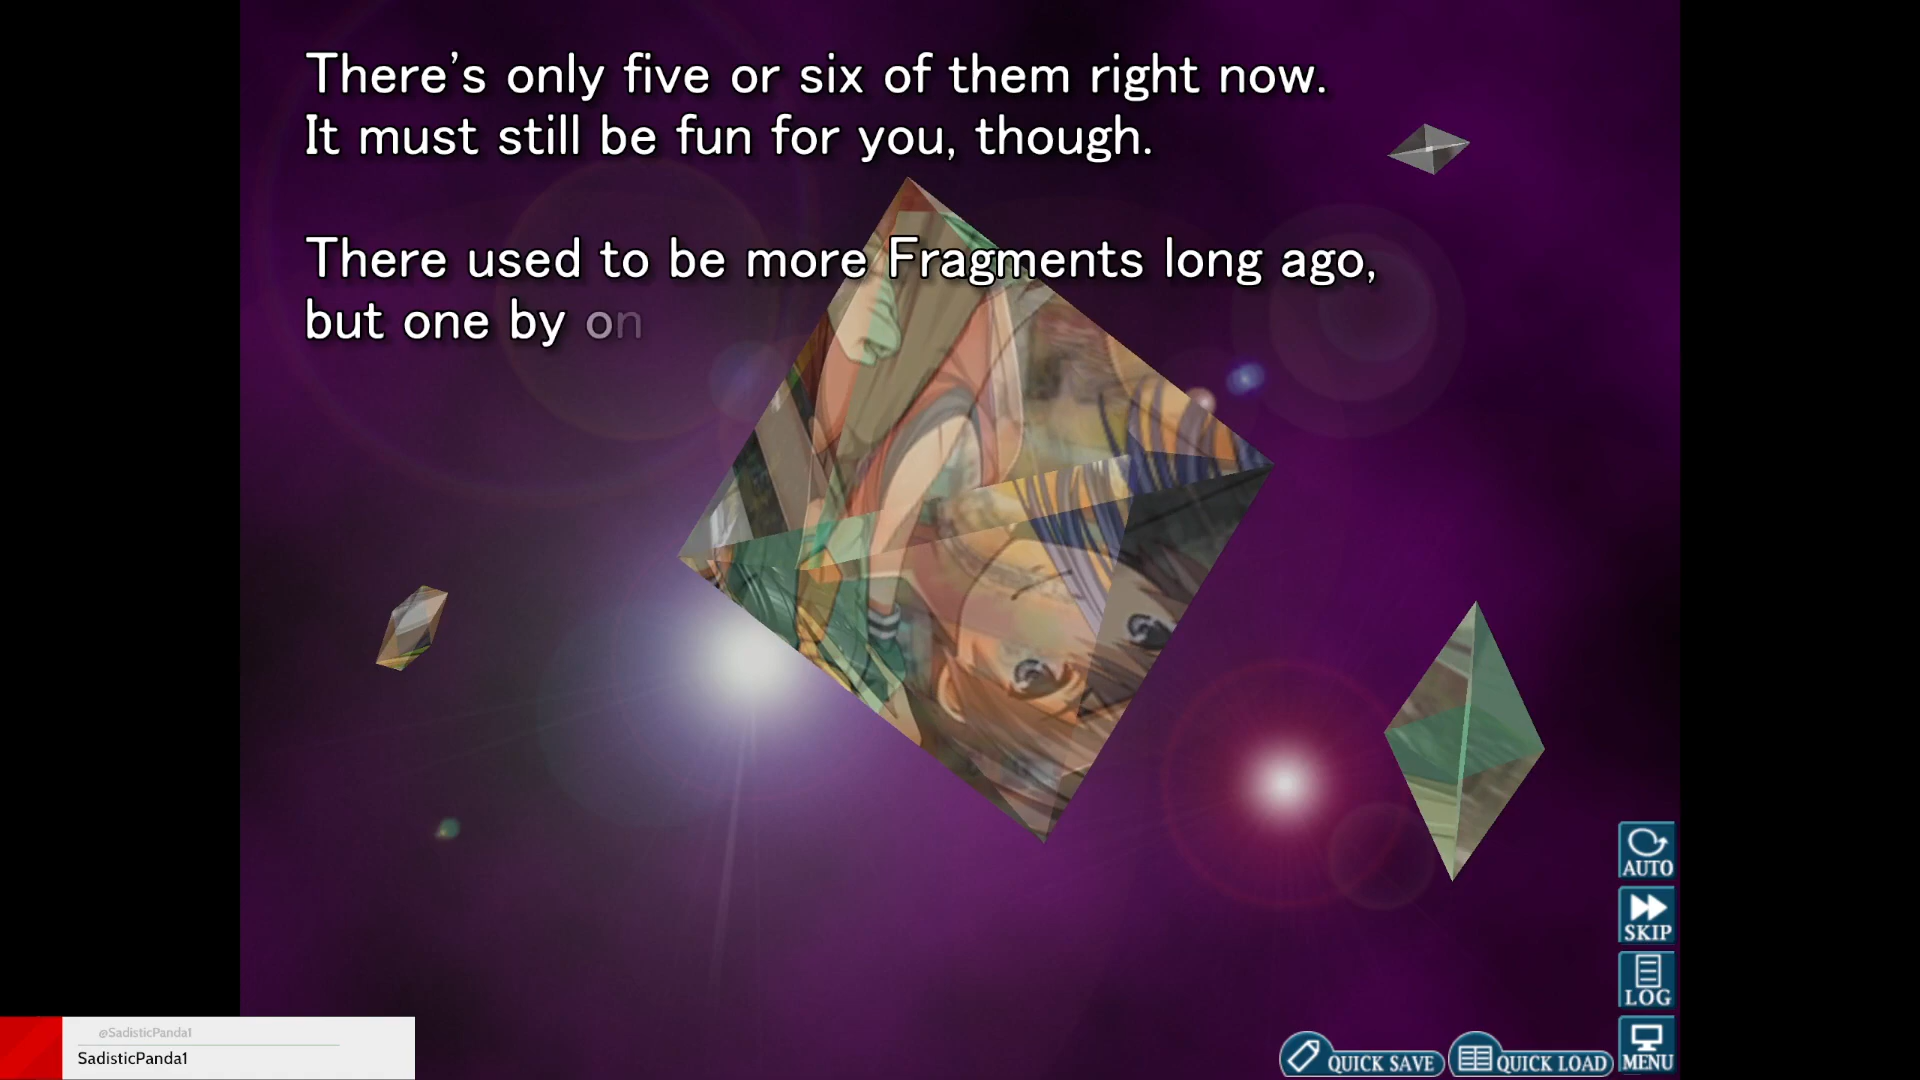 There's only five or six of them right now.
It must still be fun for you, though.
There used to be more Fragments long ago,
but one by on
AUTO
SKIP
LOG
MENU
QUICK SAVE
QUICK LOAD
@SadisticPanda1
SadisticPanda1